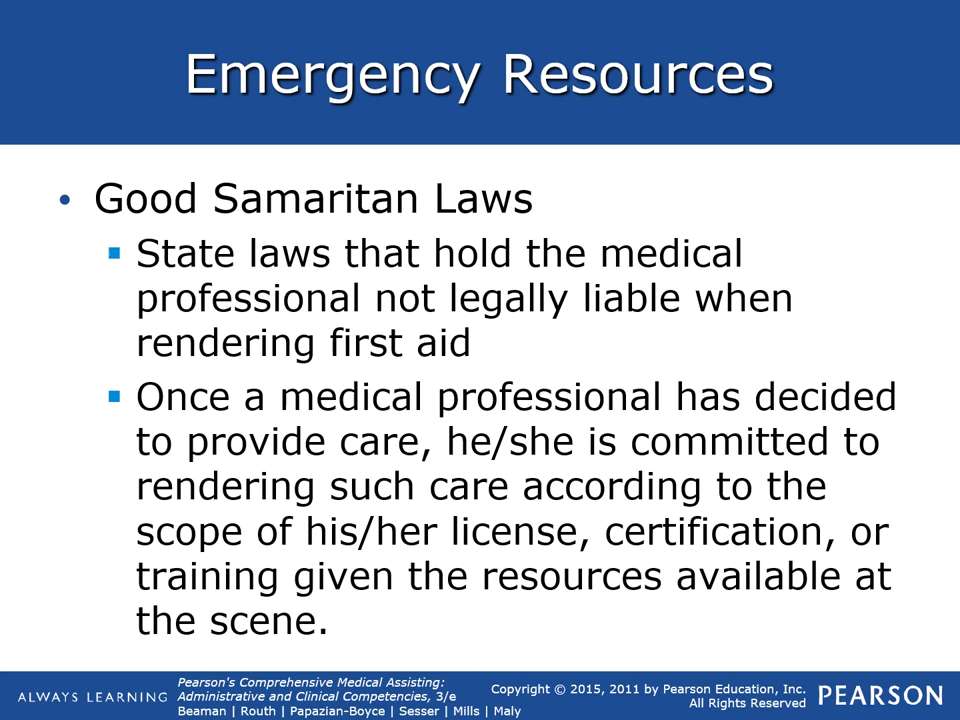 Emergency Resources
• Good Samaritan Laws
▪ State laws that hold the medical
professional not legally liable when
rendering first aid
▪ Once a medical professional has decided
to provide care, he/she is committed to
rendering such care according to the
scope of his/her license, certification, or
training given the resources available at
the scene.
ALWAYS LEARNING
Pearson's Comprehensive Medical Assisting:
Administrative and Clinical Competencies, 3/e
Beaman | Routh | Papazian-Boyce | Sesser | Mills | Maly
Copyright © 2015, 2011 by Pearson Education, Inc.
All Rights Reserved
PEARSON